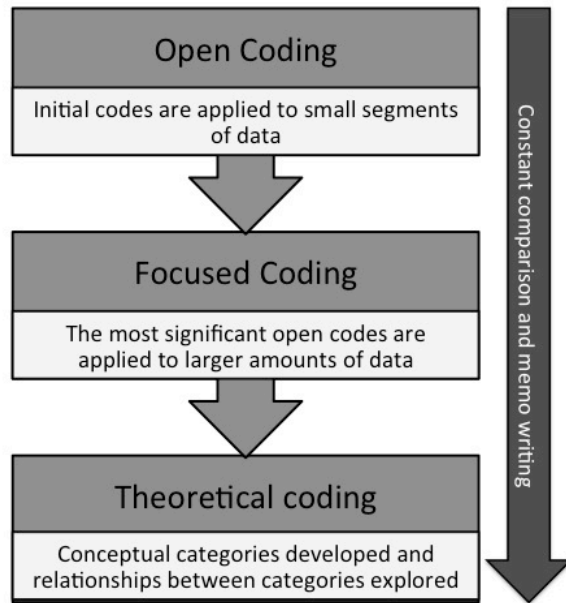 Open Coding
Initial codes are applied to small segments
of data
Focused Coding
The most significant open codes are
applied to larger amounts of data
Theoretical coding
Conceptual categories developed and
relationships between categories explored
Constant comparison and memo writing